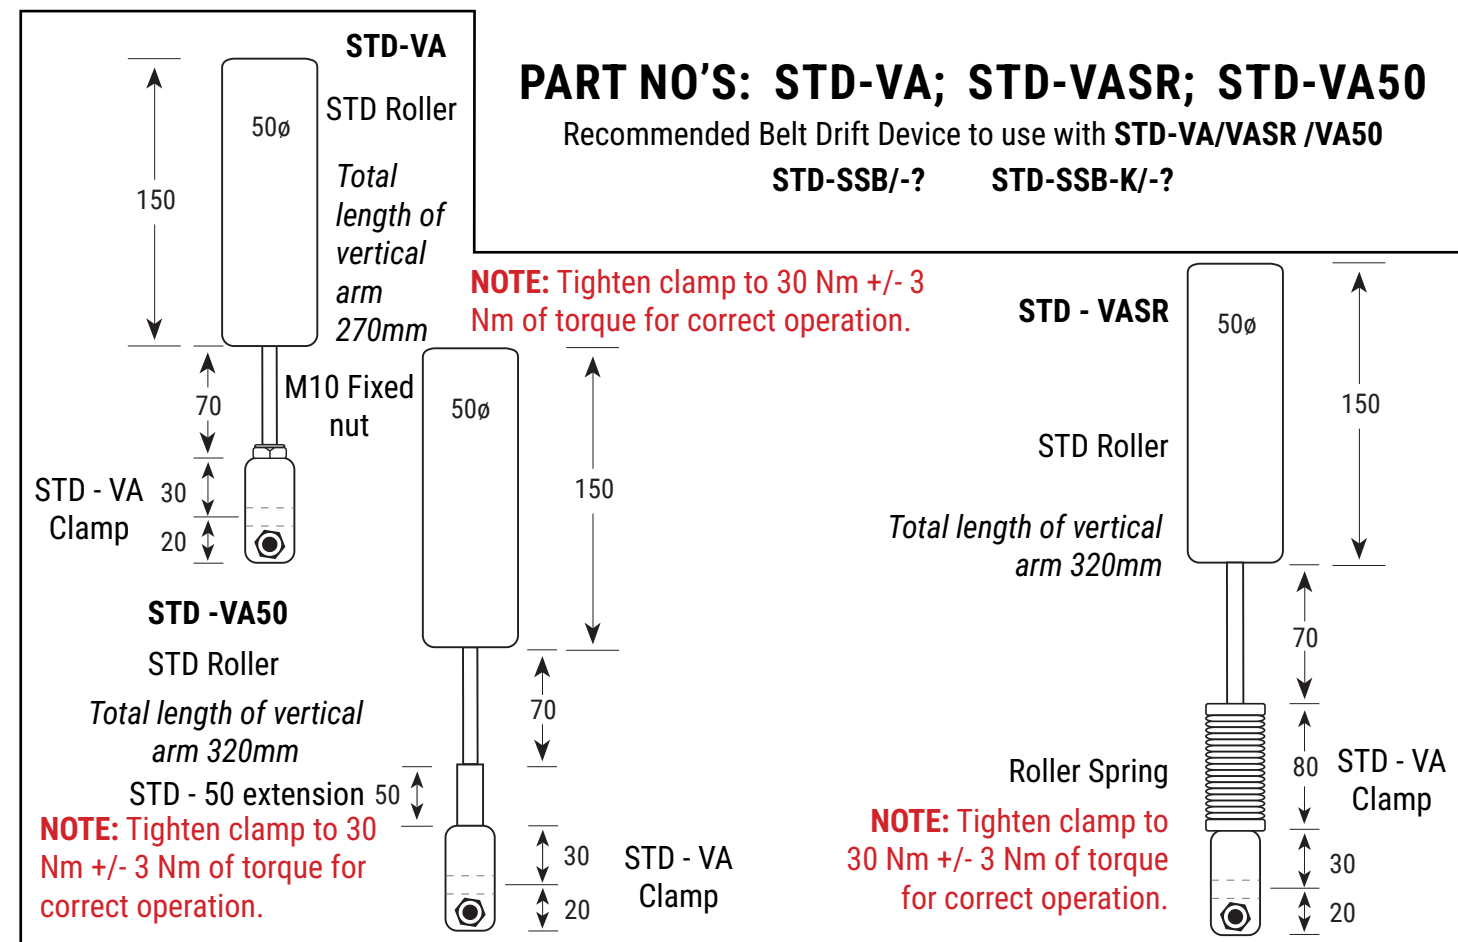 PART NO'S: STD-VA; STD-VASR; STD-VA50
Recommended Belt Drift Device to use with STD-VA/VASR /VA50
STD-SSB/-? STD-SSB-K/-?
STD-VA
STD Roller
50ø
150
Total
length of
vertical
arm
270mm
70
M10 Fixed
nut
STD - VA
Clamp
30
20
NOTE: Tighten clamp to 30 Nm +/- 3
Nm of torque for correct operation.
STD -VA50
STD Roller
Total length of vertical
arm 320mm
STD - 50 extension
50
NOTE: Tighten clamp to 30
Nm +/- 3 Nm of torque for
correct operation.
50ø
150
70
30
20
STD - VA
Clamp
STD - VASR
50ø
150
STD Roller
Total length of vertical
arm 320mm
70
Roller Spring
80
STD - VA
Clamp
NOTE: Tighten clamp to
30 Nm +/- 3 Nm of torque
for correct operation.
30
20